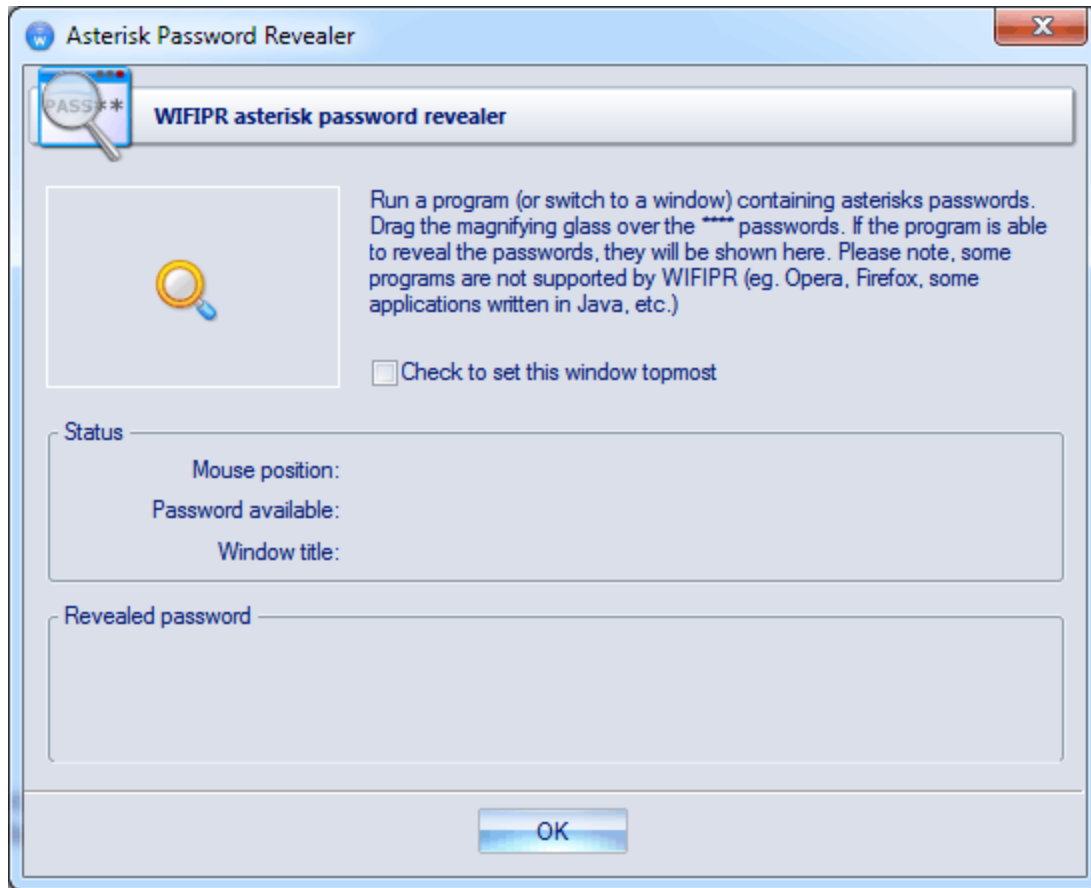 Asterisk Password Revealer
PASS**
WIFIPR asterisk password revealer
Run a program (or switch to a window) containing asterisks passwords.
Drag the magnifying glass over the **** passwords. If the program is able
to reveal the passwords, they will be shown here. Please note, some
programs are not supported by WIFIPR (eg. Opera, Firefox, some
applications written in Java, etc.)
Check to set this window topmost
Status
Mouse position:
Password available:
Window title:
Revealed password
OK